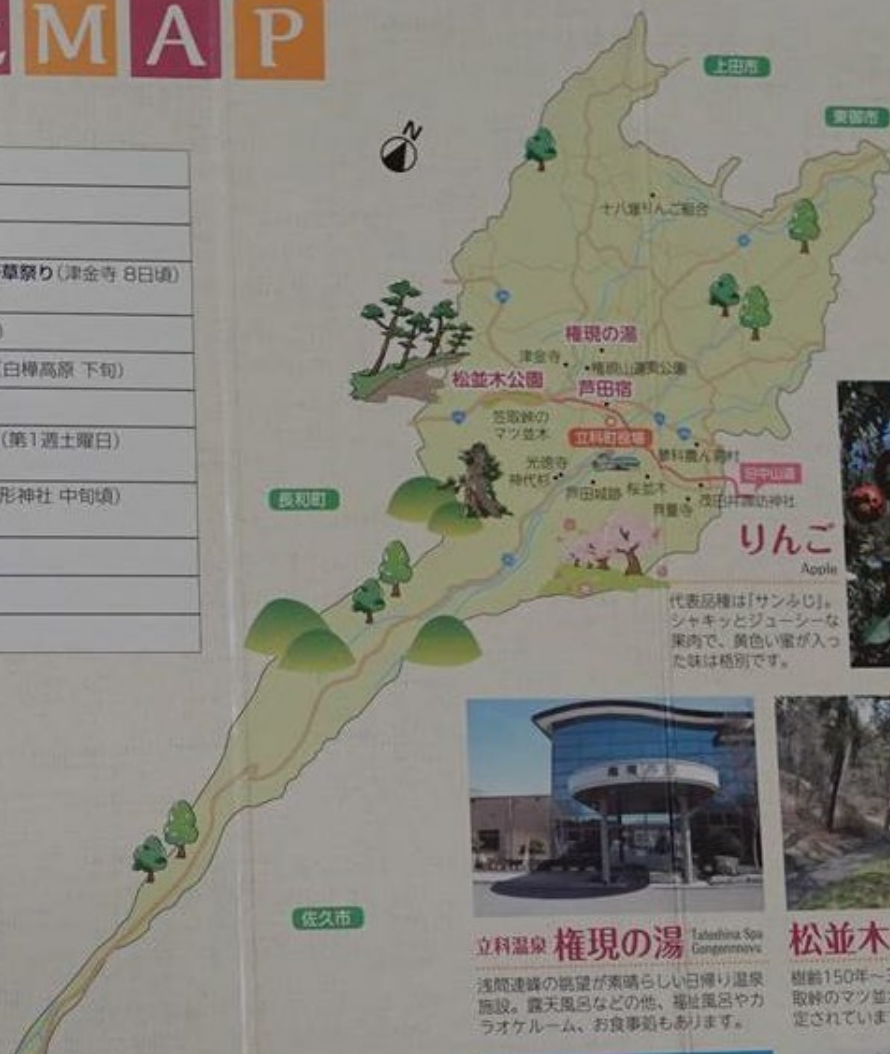 MAP
N
上田市
東御市
草祭り(津金寺 8日頃)
(白樺高原 下旬)
(第1週土曜日)
形神社 中旬頃)
十八塚りんご組合
権現の湯
津金寺
権現山運動公園
松並木公園
芦田宿
笠取峠の
マツ並木
立科町役場
蓼科農ん喜村
光徳寺
神代杉
芦田城跡
桜並木
旧中山道
茂田井諏訪神社
長和町
りんご
Apple
代表品種は「サンふじ」。
シャキッとジューシーな
果肉で、黄色い蜜が入っ
た味は格別です。
佐久市
立科温泉 権現の湯 Tateshina Spa
Gongennoyu
浅間連峰の眺望が素晴らしい日帰り温泉
施設。露天風呂などの他、福祉風呂やカ
ラオケルーム、お食事処もあります。
松並木
樹齢150年~
取峠のマツ並
定されていま